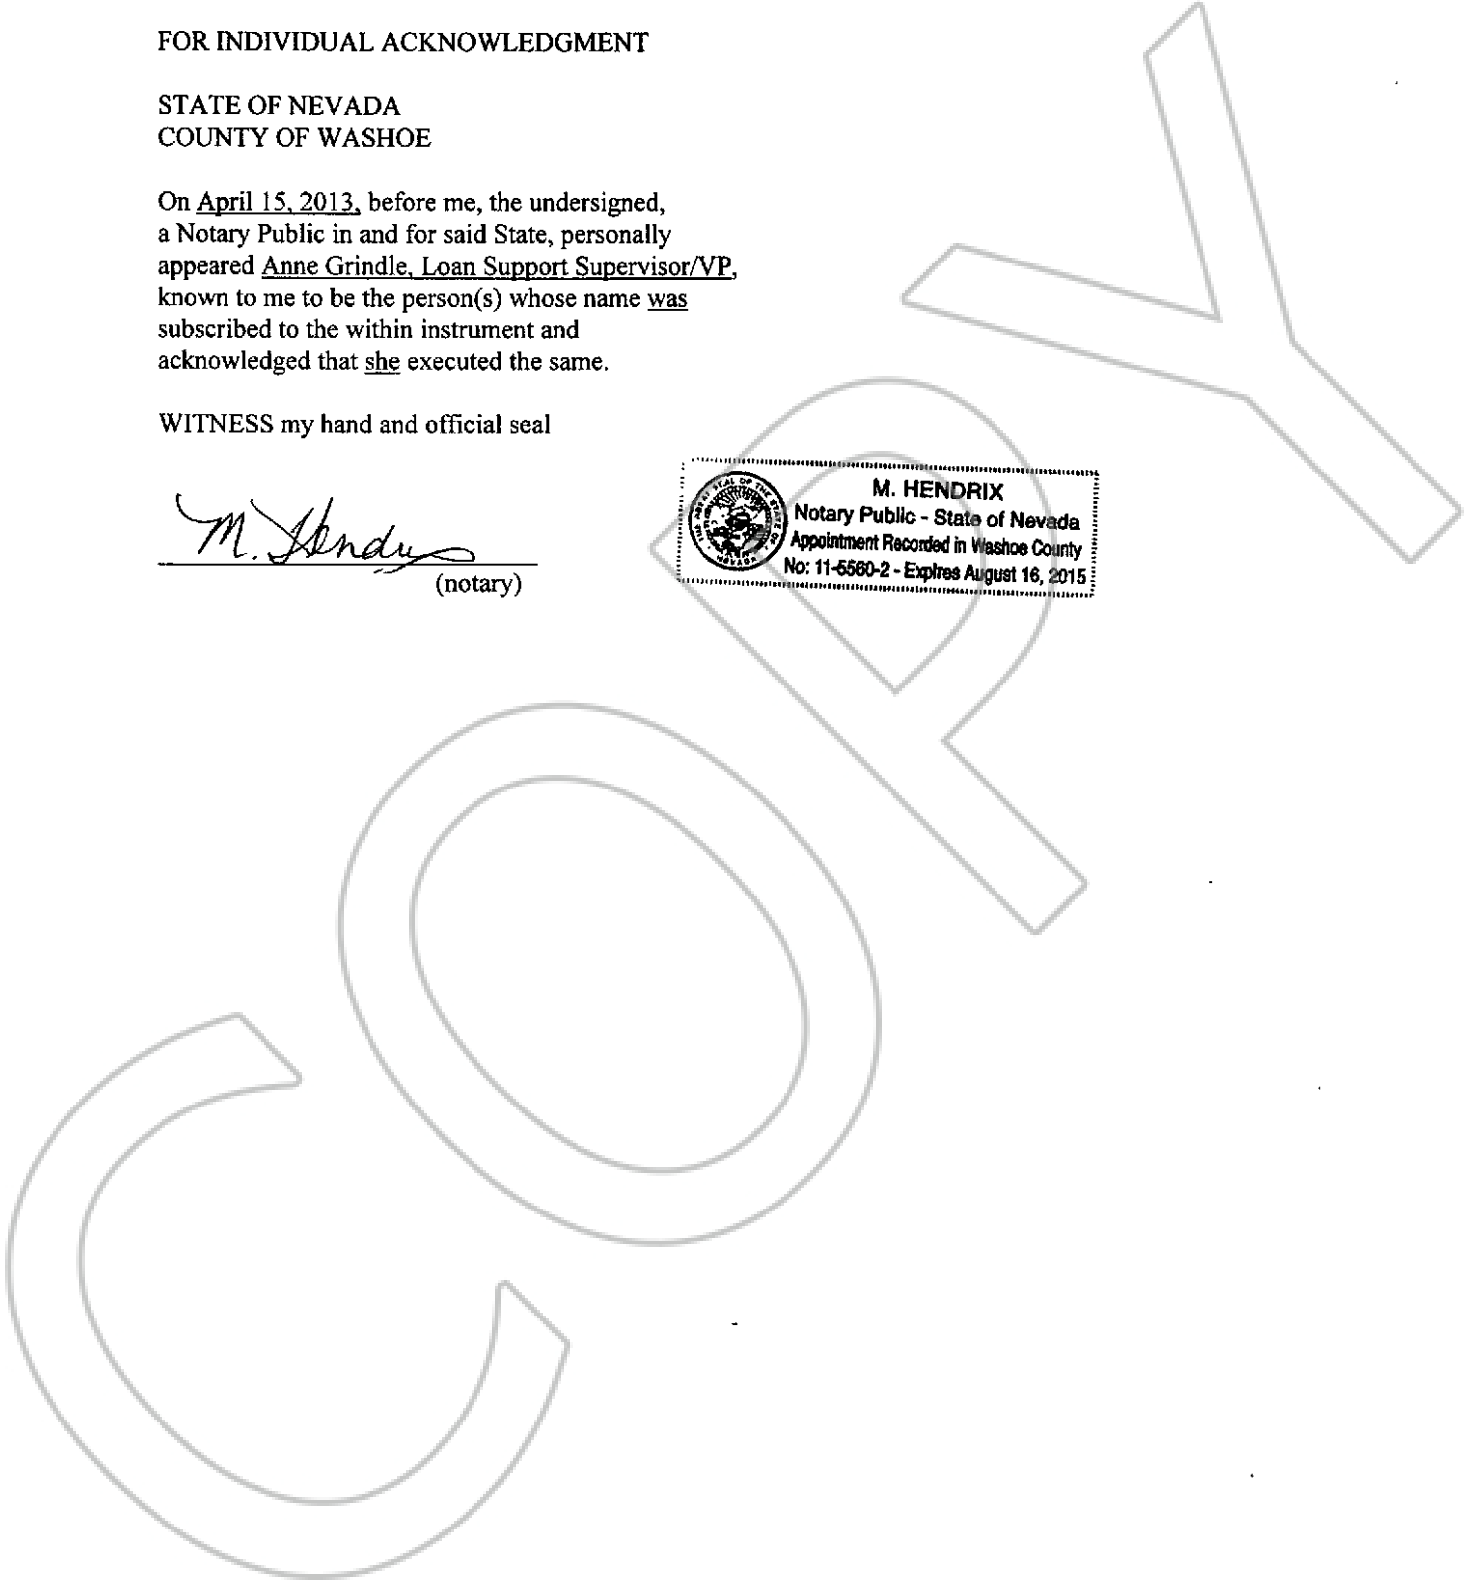 FOR INDIVIDUAL ACKNOWLEDGMENT
STATE OF NEVADA
COUNTY OF WASHOE
On April 15, 2013, before me, the undersigned,
a Notary Public in and for said State, personally
appeared Anne Grindle, Loan Support Supervisor/VP,
known to me to be the person(s) whose name was
subscribed to the within instrument and
acknowledged that she executed the same.
WITNESS my hand and official seal
M. Hendrix
(notary)
M. HENDRIX
Notary Public - State of Nevada
Appointment Recorded in Washoe County
No: 11-5560-2 - Expires August 16, 2015
COPY